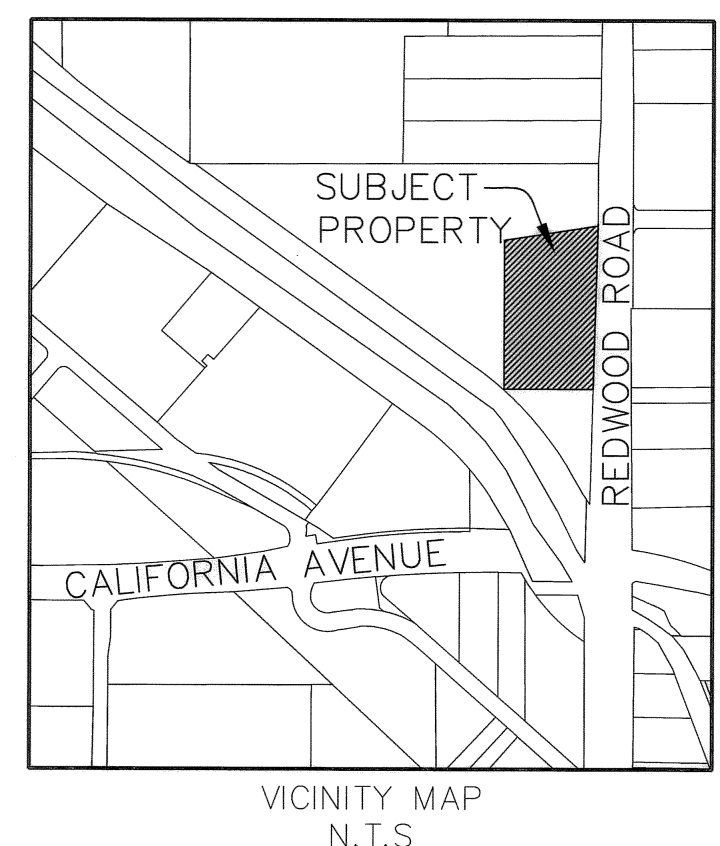 SUBJECT
PROPERTY
REDWOOD ROAD
CALIFORNIA AVENUE
VICINITY MAP
N.T.S